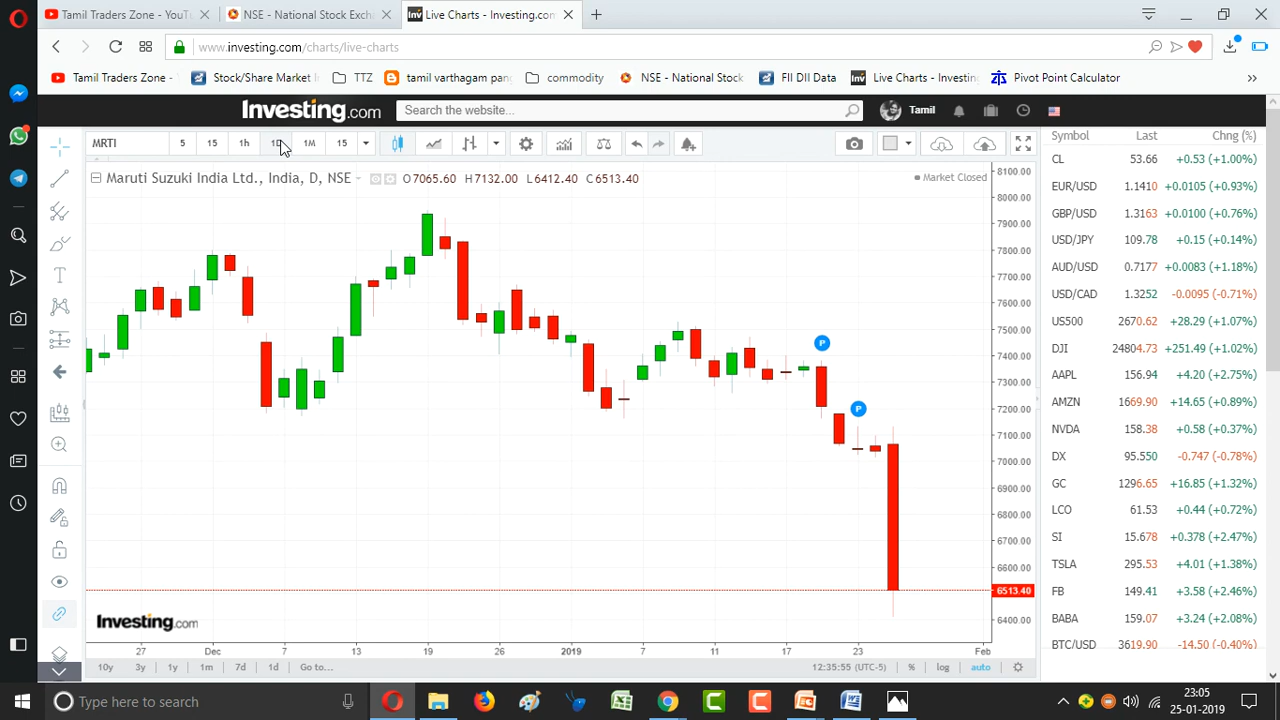 Tamil Traders Zone - YouT
NSE - National Stock Exch
Inv Live Charts - Investing.com
www.investing.com/charts/live-charts
Tamil Traders Zone -
Stock/Share Market I
TTZ
tamil varthagam pan
commodity
NSE - National Stock
FII DII Data
Inv Live Charts - Investin
Pivot Point Calculator
Investing.com
Search the website...
Tamil
MRTI
5
15
1h
1D
1M
15
Maruti Suzuki India Ltd., India, D, NSE
O7065.60 H7132.00 L6412.40 C6513.40
Market Closed
8100.00
8000.00
7900.00
7800.00
7700.00
7600.00
7500.00
7400.00
7300.00
7200.00
7100.00
7000.00
6900.00
6800.00
6700.00
6600.00
6513.40
6400.00
P
P
Investing.com
27 Dec 7 13 19 26 2019 7 11 17 23 Feb
10y 3y 1y 1m 7d 1d Go to...
12:35:55 (UTC-5) % log auto
Symbol Last Chng (%)
CL 53.66 +0.53 (+1.00%)
EUR/USD 1.1410 +0.0105 (+0.93%)
GBP/USD 1.3163 +0.0100 (+0.76%)
USD/JPY 109.78 +0.15 (+0.14%)
AUD/USD 0.7177 +0.0083 (+1.18%)
USD/CAD 1.3252 -0.0095 (-0.71%)
US500 2670.62 +28.29 (+1.07%)
DJI 24804.73 +251.49 (+1.02%)
AAPL 156.94 +4.20 (+2.75%)
AMZN 1669.90 +14.65 (+0.89%)
NVDA 158.38 +0.58 (+0.37%)
DX 95.550 -0.747 (-0.78%)
GC 1296.65 +16.85 (+1.32%)
LCO 61.53 +0.44 (+0.72%)
SI 15.678 +0.378 (+2.47%)
TSLA 295.53 +4.01 (+1.38%)
FB 149.41 +3.58 (+2.46%)
BABA 159.07 +3.24 (+2.08%)
BTC/USD 3619.90 -14.50 (-0.40%)
Type here to search
23:05
25-01-2019